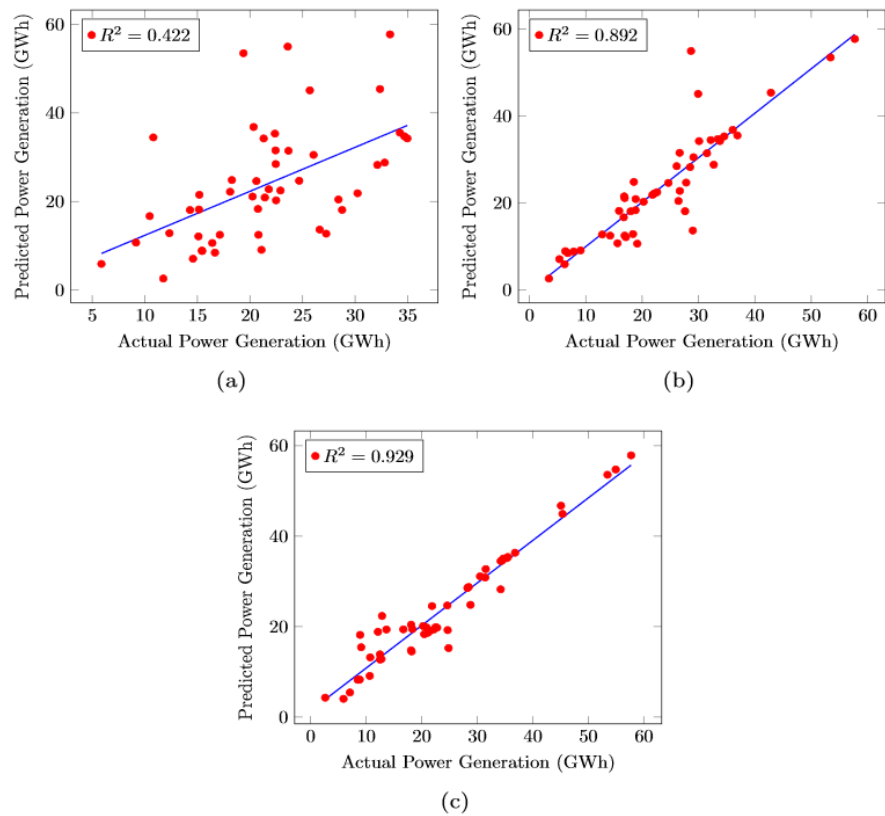 R² = 0.422
Predicted Power Generation (GWh)
60
40
20
0
5 10 15 20 25 30 35
Actual Power Generation (GWh)
(a)
R² = 0.892
Predicted Power Generation (GWh)
60
40
20
0
0 10 20 30 40 50 60
Actual Power Generation (GWh)
(b)
R² = 0.929
Predicted Power Generation (GWh)
60
40
20
0
0 10 20 30 40 50 60
Actual Power Generation (GWh)
(c)